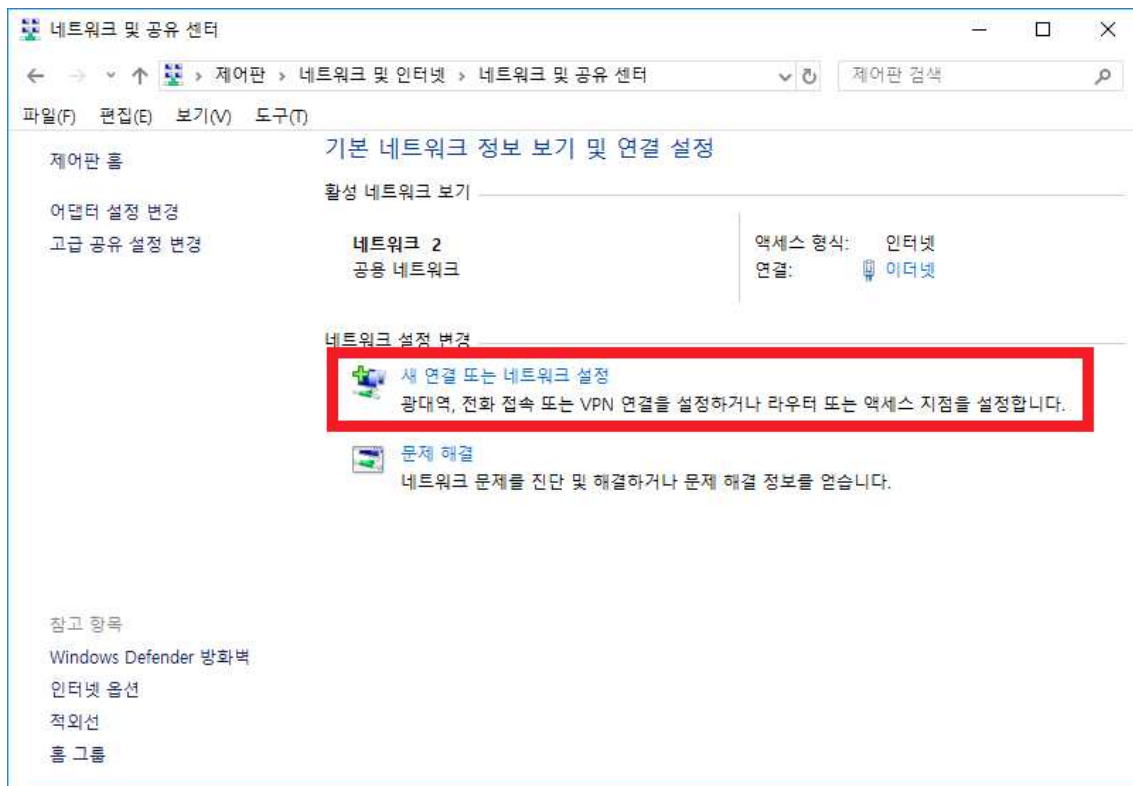 네트워크 및 공유 센터
제어판 › 네트워크 및 인터넷 › 네트워크 및 공유 센터
제어판 검색
파일(F) 편집(E) 보기(V) 도구(T)
제어판 홈
어댑터 설정 변경
고급 공유 설정 변경
기본 네트워크 정보 보기 및 연결 설정
활성 네트워크 보기
네트워크 2
공용 네트워크
액세스 형식: 인터넷
연결: 이더넷
네트워크 설정 변경
새 연결 또는 네트워크 설정
광대역, 전화 접속 또는 VPN 연결을 설정하거나 라우터 또는 액세스 지점을 설정합니다.
문제 해결
네트워크 문제를 진단 및 해결하거나 문제 해결 정보를 얻습니다.
참고 항목
Windows Defender 방화벽
인터넷 옵션
적외선
홈 그룹